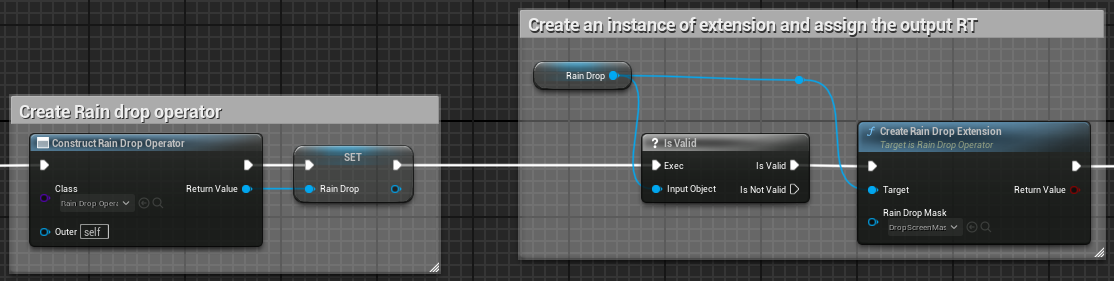 Create an instance of extension and assign the output RT
Rain Drop
Create Rain drop operator
Construct Rain Drop Operator
Class
Return Value
Rain Drop Opera
Outer
self
SET
Rain Drop
? Is Valid
Exec
Is Valid
Input Object
Is Not Valid
f Create Rain Drop Extension
Target is Rain Drop Operator
Target
Return Value
Rain Drop Mask
DropScreenMas